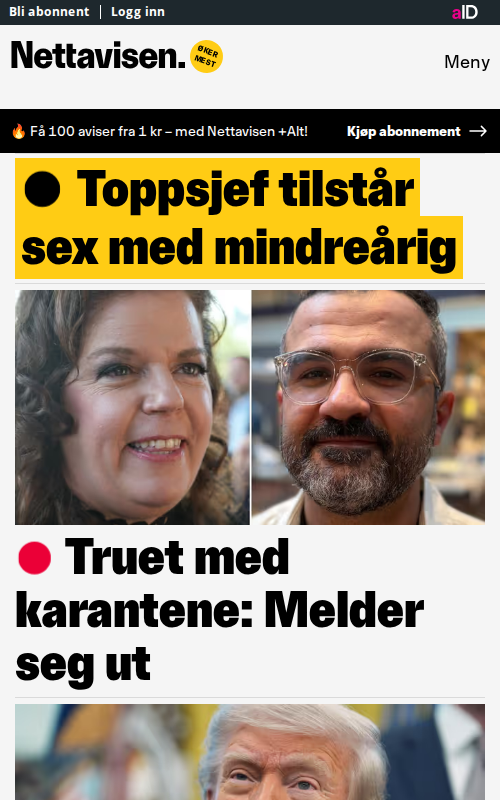 Bli abonnent | Logg inn
aID
Nettavisen.
ØKER
MEST
Meny
🔥 Få 100 aviser fra 1 kr – med Nettavisen +Alt!
Kjøp abonnement →
Toppsjef tilstår
sex med mindreårig
Truet med
karantene: Melder
seg ut